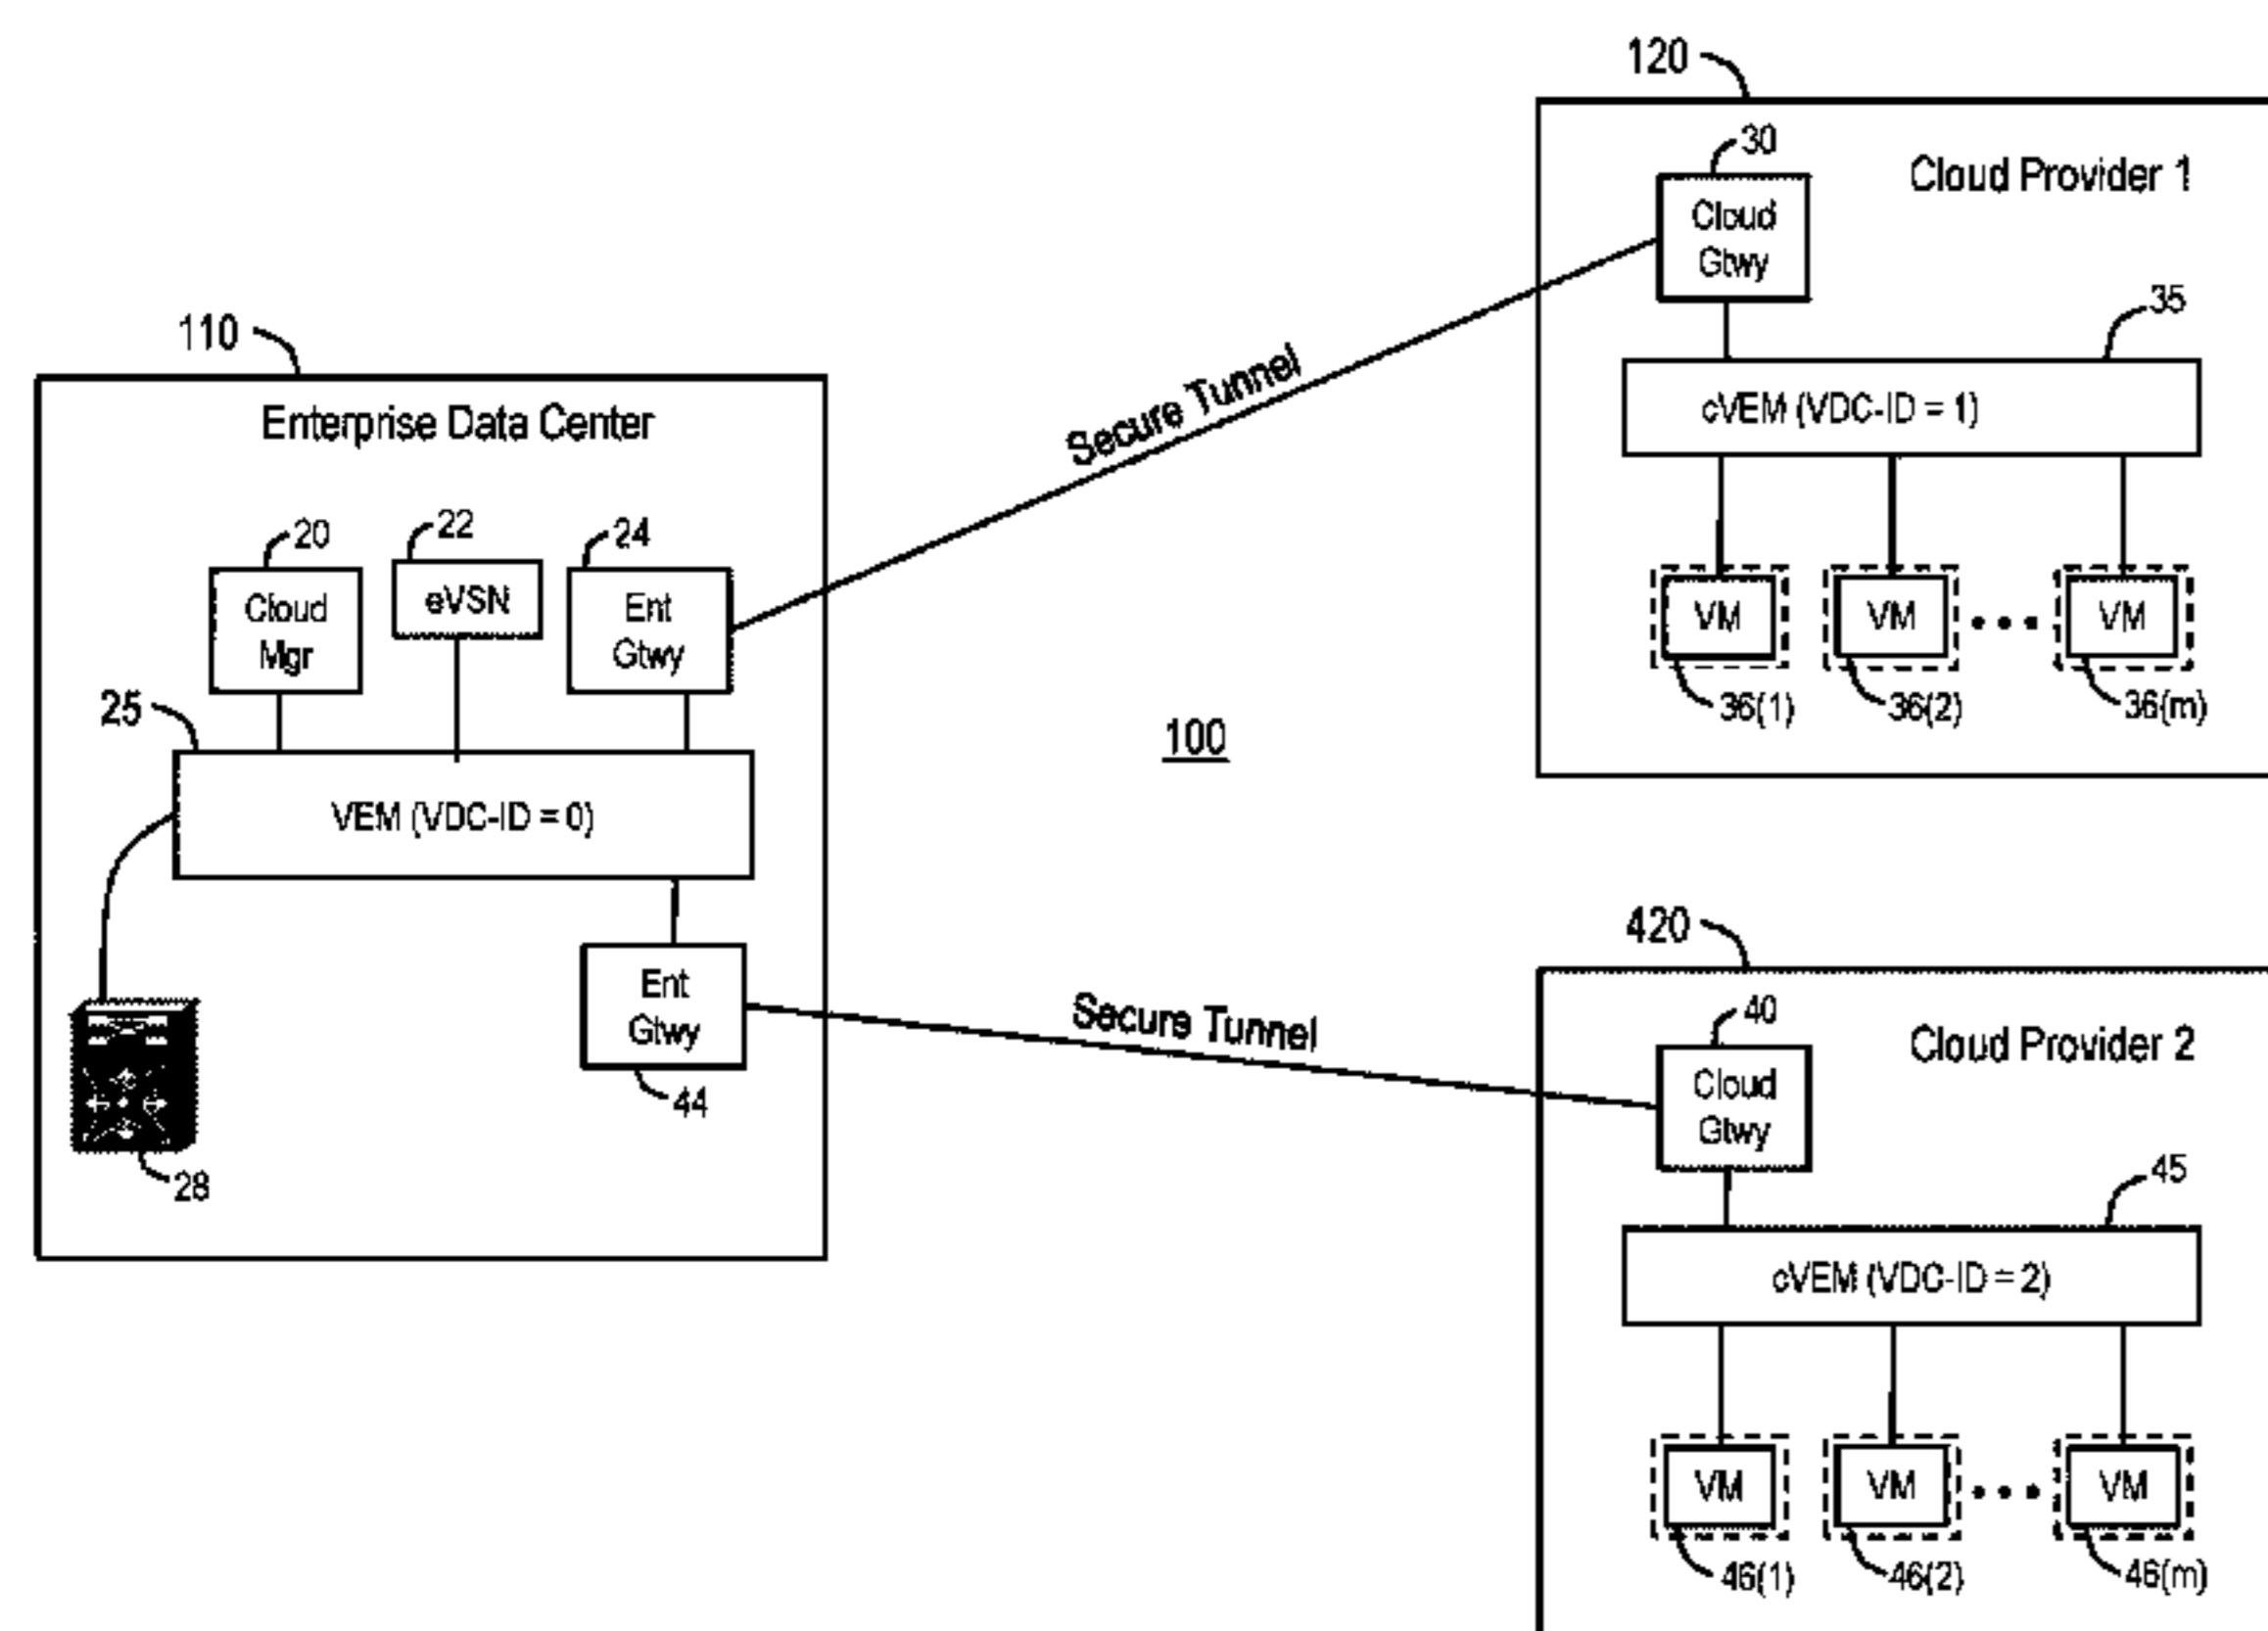 120
30
Cloud Provider 1
Cloud
Gtwy
35
cVEM (VDC-ID = 1)
VM
VM
VM
36(1)
36(2)
36(m)
110
Enterprise Data Center
20
22
24
Cloud
Mgr
eVSN
Ent
Gtwy
25
VEM (VDC-ID = 0)
Ent
Gtwy
44
28
Secure Tunnel
100
Secure Tunnel
420
40
Cloud Provider 2
Cloud
Gtwy
45
cVEM (VDC-ID = 2)
VM
VM
VM
46(1)
46(2)
46(m)